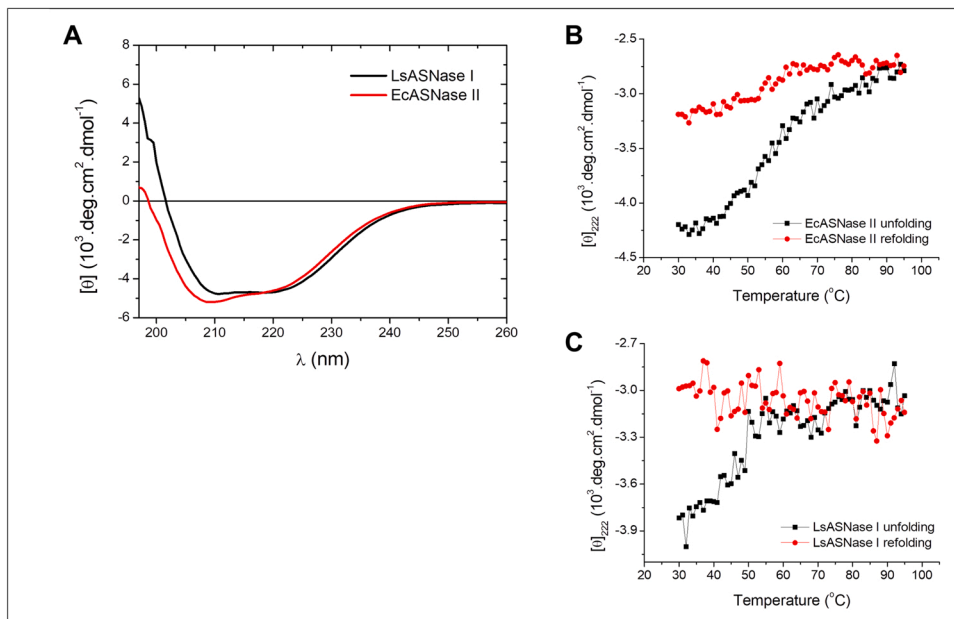 A
8
6
4
2
0
-2
-4
-6
[θ] (10³.deg.cm².dmol⁻¹)
LsASNase I
EcASNase II
200 210 220 230 240 250 260
λ (nm)
B
-2.5
-3.0
-3.5
-4.0
-4.5
[θ]₂₂₂ (10³.deg.cm².dmol⁻¹)
EcASNase II unfolding
EcASNase II refolding
20 30 40 50 60 70 80 90 100
Temperature (°C)
C
-2.7
-3.0
-3.3
-3.6
-3.9
[θ]₂₂₂ (10³.deg.cm².dmol⁻¹)
LsASNase I unfolding
LsASNase I refolding
20 30 40 50 60 70 80 90 100
Temperature (°C)